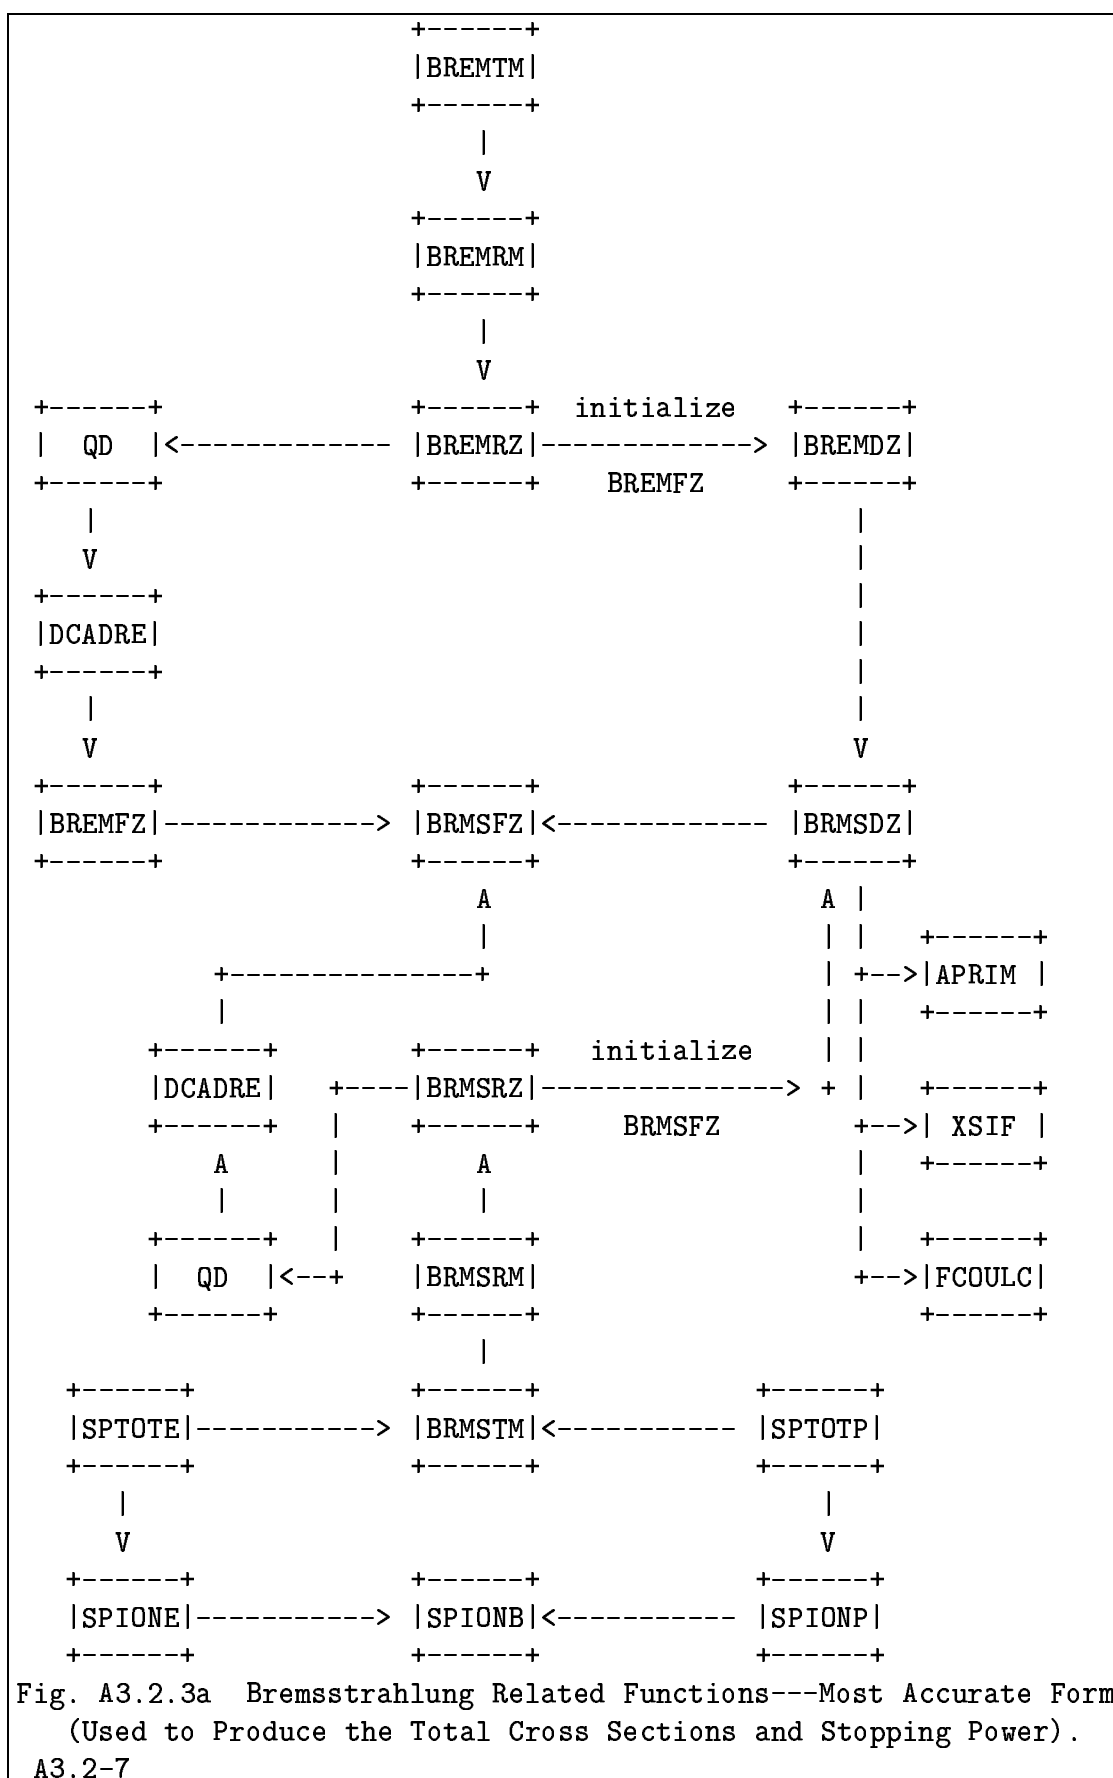 +------+
|BREMTM|
+------+
|
V
+------+
|BREMRM|
+------+
|
V
+------+ +------+ initialize +------+
| QD |<------------- |BREMRZ|-------------> |BREMDZ|
+------+ +------+ BREMFZ +------+
| |
V |
+------+ |
|DCADRE| |
+------+ |
| |
V V
+------+ +------+ +------+
|BREMFZ|-------------> |BRMSFZ|<------------- |BRMSDZ|
+------+ +------+ +------+
A A |
| | | +------+
+---------------+ | +-->|APRIM |
| | | +------+
+------+ +------+ initialize | |
|DCADRE| +----|BRMSRZ|---------------> + | +------+
+------+ | +------+ BRMSFZ +-->| XSIF |
A | A | +------+
| | | |
+------+ | +------+ | +------+
| QD |<--+ |BRMSRM| +-->|FCOULC|
+------+ +------+ +------+
|
+------+ +------+ +------+
|SPTOTE|-----------> |BRMSTM|<----------- |SPTOTP|
+------+ +------+ +------+
| |
V V
+------+ +------+ +------+
|SPIONE|-----------> |SPIONB|<----------- |SPIONP|
+------+ +------+ +------+
Fig. A3.2.3a Bremsstrahlung Related Functions---Most Accurate Form
(Used to Produce the Total Cross Sections and Stopping Power).
A3.2-7